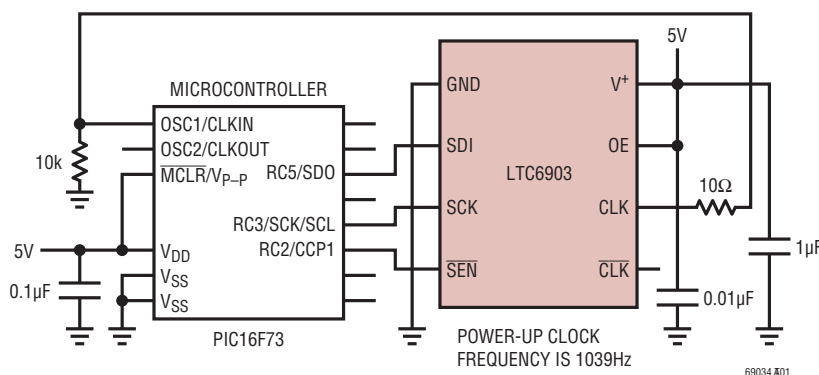 5V
MICROCONTROLLER
GND
V+
OSC1/CLKIN
OSC2/CLKOUT
10k
MCLR/VP–P
RC5/SDO
SDI
OE
LTC6903
10Ω
RC3/SCK/SCL
SCK
CLK
5V
VDD
RC2/CCP1
SEN
CLK
1µF
VSS
0.1µF
VSS
0.01µF
PIC16F73
POWER-UP CLOCK
FREQUENCY IS 1039Hz